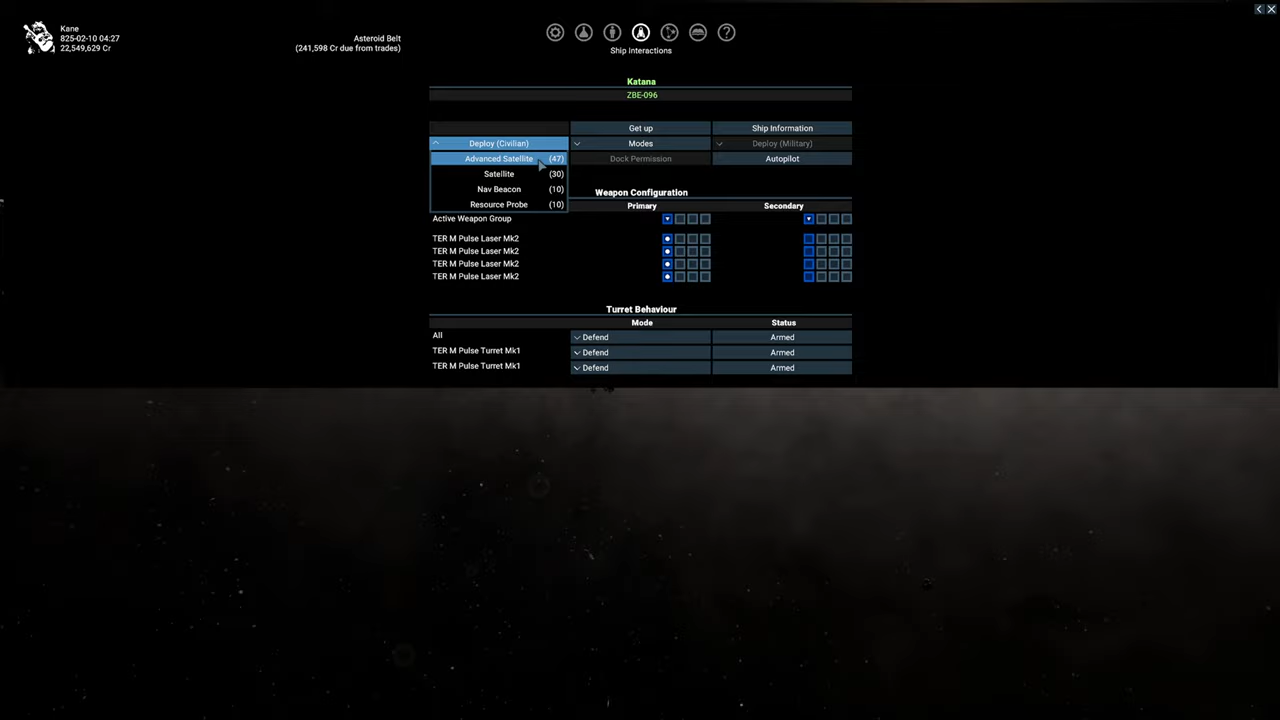 Kane
825-02-10 04:27
22,549,629 Cr
Asteroid Belt
(241,598 Cr due from trades)
Ship Interactions
Katana
ZBE-096
Get up
Ship Information
Deploy (Civilian)
Modes
Deploy (Military)
Advanced Satellite (47)
Dock Permission
Autopilot
Satellite (30)
Nav Beacon (10)
Resource Probe (10)
Weapon Configuration
Primary
Secondary
Active Weapon Group
TER M Pulse Laser Mk2
TER M Pulse Laser Mk2
TER M Pulse Laser Mk2
TER M Pulse Laser Mk2
Turret Behaviour
Mode
Status
All
Defend
Armed
TER M Pulse Turret Mk1
Defend
Armed
TER M Pulse Turret Mk1
Defend
Armed